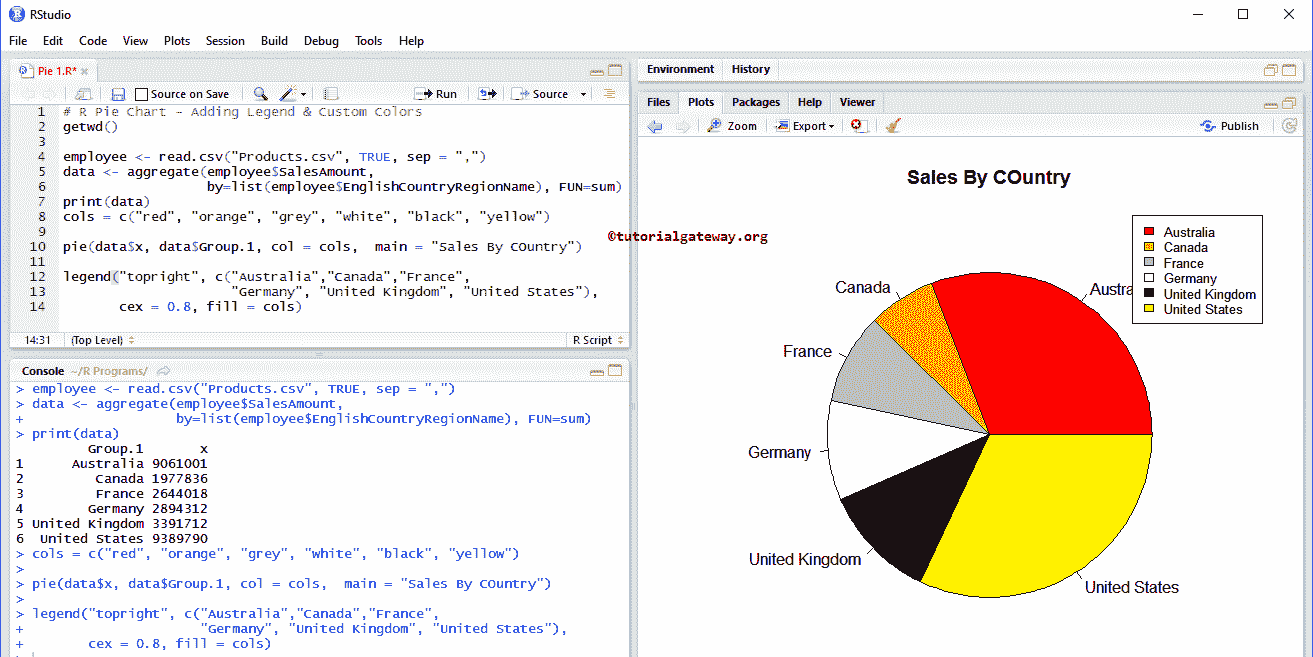 RStudio
File Edit Code View Plots Session Build Debug Tools Help
Pie 1.R*
Source on Save Run Source
1 # R Pie Chart - Adding Legend & Custom Colors
2 getwd()
3
4 employee <- read.csv("Products.csv", TRUE, sep = ",")
5 data <- aggregate(employee$SalesAmount,
6 by=list(employee$EnglishCountryRegionName), FUN=sum)
7 print(data)
8 cols = c("red", "orange", "grey", "white", "black", "yellow")
9
10 pie(data$x, data$Group.1, col = cols, main = "Sales By COuntry")
11
12 legend("topright", c("Australia","Canada","France",
13 "Germany", "United Kingdom", "United States"),
14 cex = 0.8, fill = cols)
14:31 (Top Level) R Script
Console ~/R Programs/
> employee <- read.csv("Products.csv", TRUE, sep = ",")
> data <- aggregate(employee$SalesAmount,
+ by=list(employee$EnglishCountryRegionName), FUN=sum)
> print(data)
Group.1 x
1 Australia 9061001
2 Canada 1977836
3 France 2644018
4 Germany 2894312
5 United Kingdom 3391712
6 United States 9389790
> cols = c("red", "orange", "grey", "white", "black", "yellow")
>
> pie(data$x, data$Group.1, col = cols, main = "Sales By COuntry")
>
> legend("topright", c("Australia","Canada","France",
+ "Germany", "United Kingdom", "United States"),
+ cex = 0.8, fill = cols)
>
Environment History
Files Plots Packages Help Viewer
Zoom Export Publish
Sales By COuntry
©tutorialgateway.org
Australia
Canada
France
Germany
United Kingdom
United States
Austra
Canada
France
Germany
United Kingdom
United States